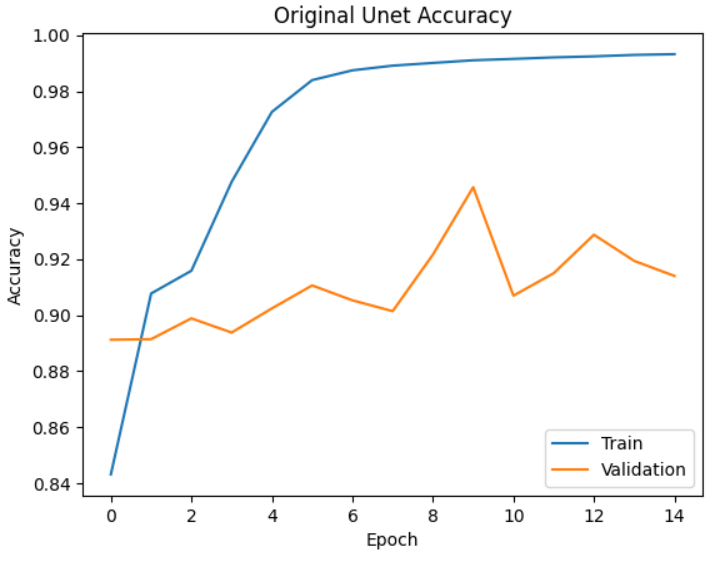 Original Unet Accuracy
1.00
0.98
0.96
0.94
0.92
0.90
0.88
0.86
0.84
Accuracy
Train
Validation
0 2 4 6 8 10 12 14
Epoch